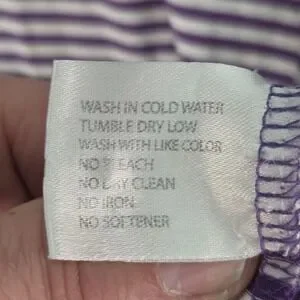 WASH IN COLD WATER
TUMBLE DRY LOW
WASH WITH LIKE COLOR
NO BLEACH
NO DRY CLEAN
NO IRON
NO SOFTENER